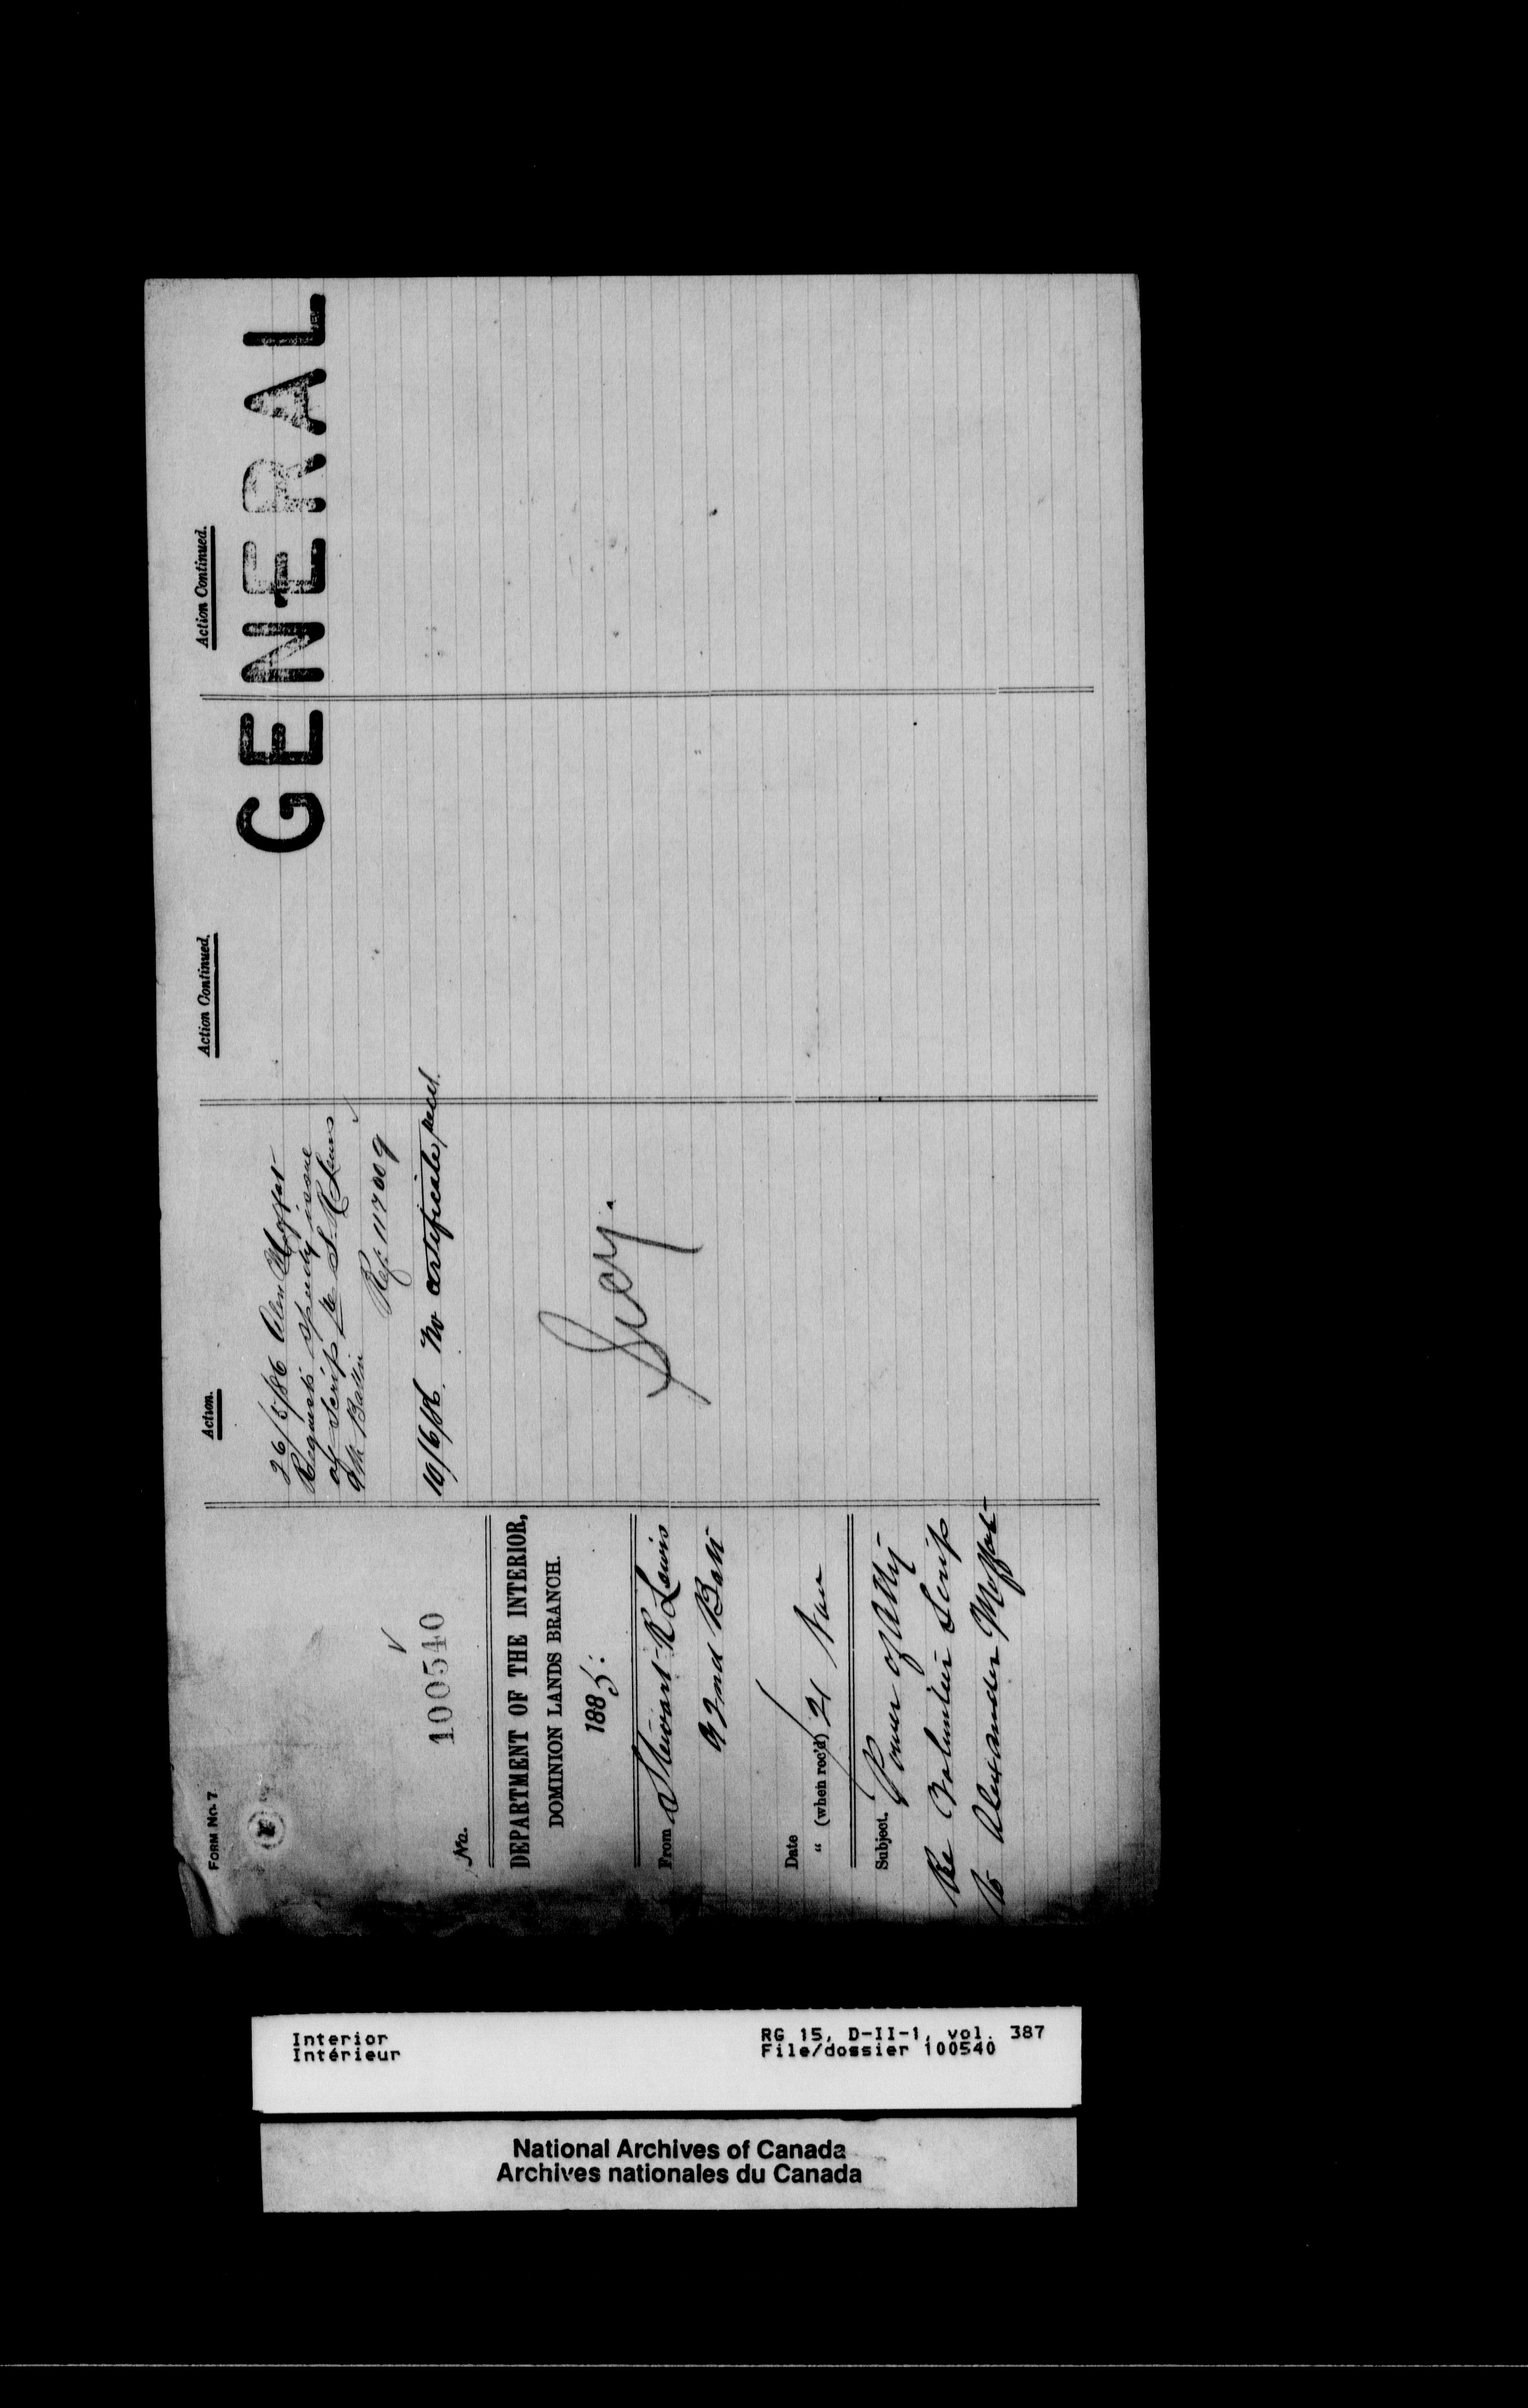 FORM No. 7
100540
No.
DEPARTMENT OF THE INTERIOR,
DOMINION LANDS BRANCH.
1885.
From Stewart R Lewis
92nd Batt
Date
" (when rec'd) 21 Nov
Subject. Power of Atty
Re Volunteer Scrip
to Alexander Moffat
Action.
26/5/86 Alex Moffat
Requests speedy issue
of scrip re S. R Lewis
9th Battn
Ref 117009
10/6/86. No certificate recd.
Action Continued.
Action Continued.
GENERAL
Interior
Intérieur
RG 15, D-II-1, vol. 387
File/dossier 100540
National Archives of Canada
Archives nationales du Canada